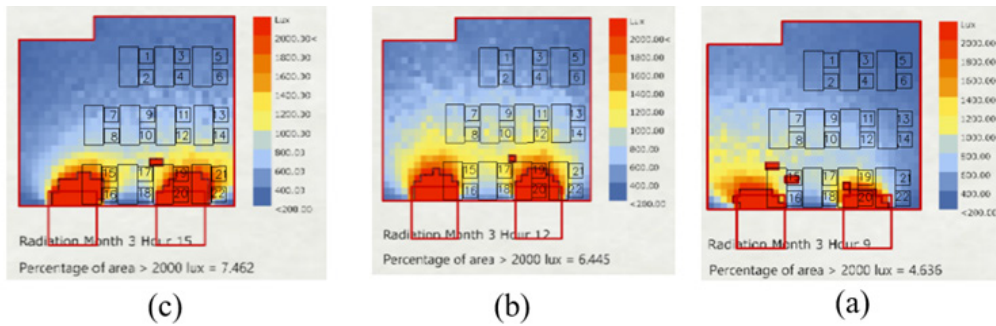 Lux
2000.00<
2000.00
1800.00
1400.00
1200.00
1000.00
800.00
600.00
400.00
<200.00
1 3 5
2 4 6
7 9 11 13
8 10 12 14
15 17 19 21
16 18 20 22
Radiation Month 3 Hour 15
Percentage of area > 2000 lux = 7.462
(c)
Lux
2000.00<
2000.00
1800.00
1400.00
1200.00
1000.00
800.00
600.00
400.00
<200.00
1 3 5
2 4 6
7 9 11 13
8 10 12 14
15 17 19 21
16 18 20 22
Radiation Month 3 Hour 12
Percentage of area > 2000 lux = 6.445
(b)
Lux
2000.00<
1800.00
1400.00
1200.00
1000.00
800.00
600.00
400.00
<200.00
1 3 5
2 4 6
7 9 11 13
8 10 12 14
17 19 21
16 18 20 22
Radiation Month 3 Hour 9
Percentage of area > 2000 lux = 4.636
(a)